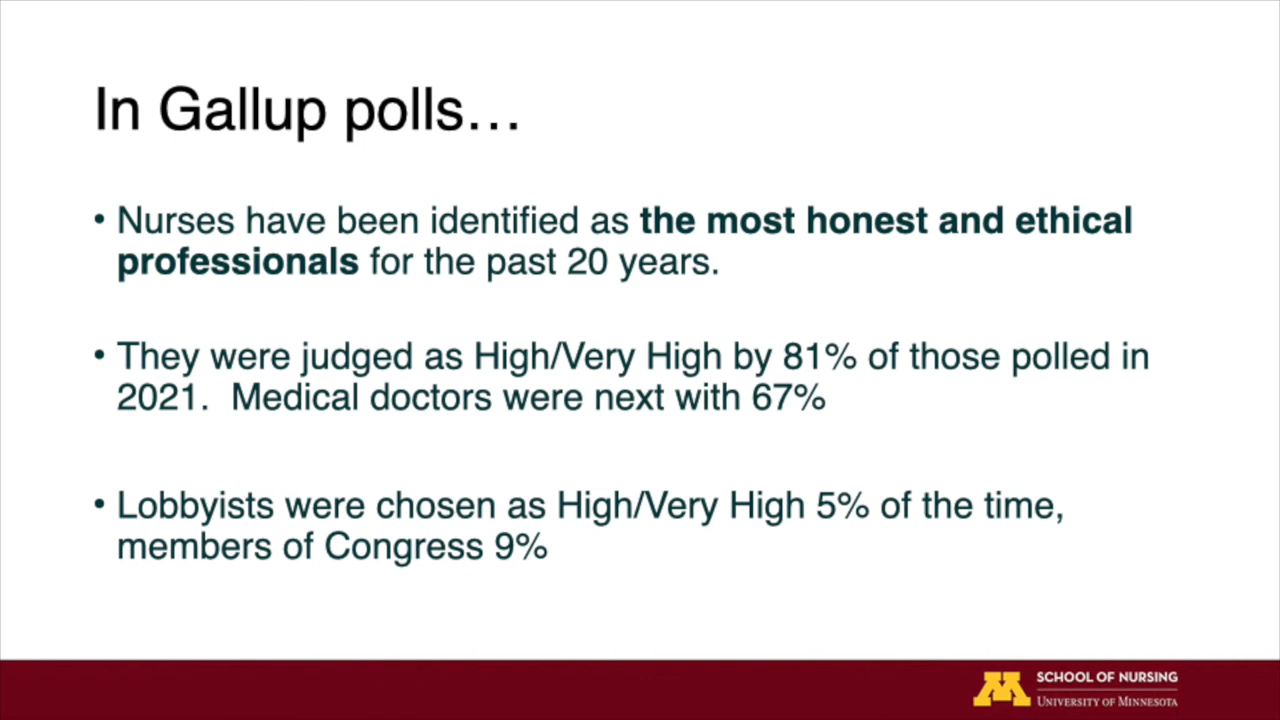 In Gallup polls…
• Nurses have been identified as the most honest and ethical
professionals for the past 20 years.
• They were judged as High/Very High by 81% of those polled in
2021.  Medical doctors were next with 67%
• Lobbyists were chosen as High/Very High 5% of the time,
members of Congress 9%
M
SCHOOL OF NURSING
UNIVERSITY OF MINNESOTA